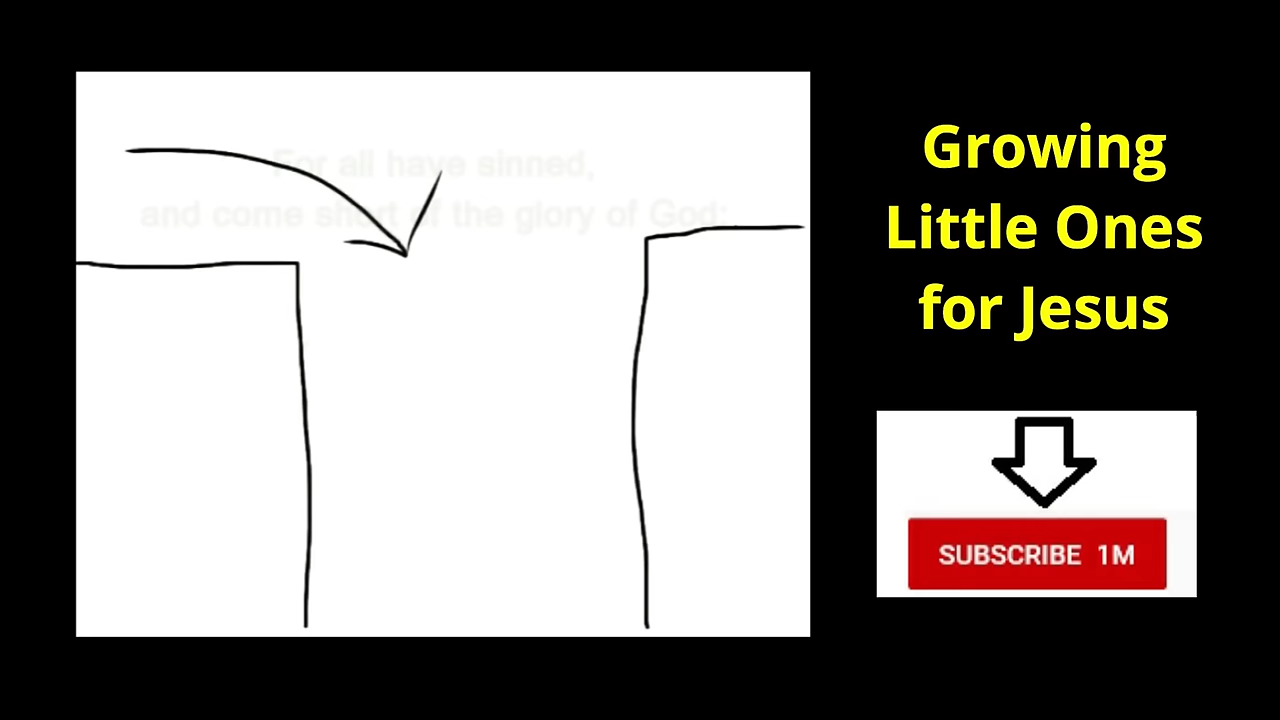 For all have sinned,
and come short of the glory of God:
Growing
Little Ones
for Jesus
SUBSCRIBE 1M